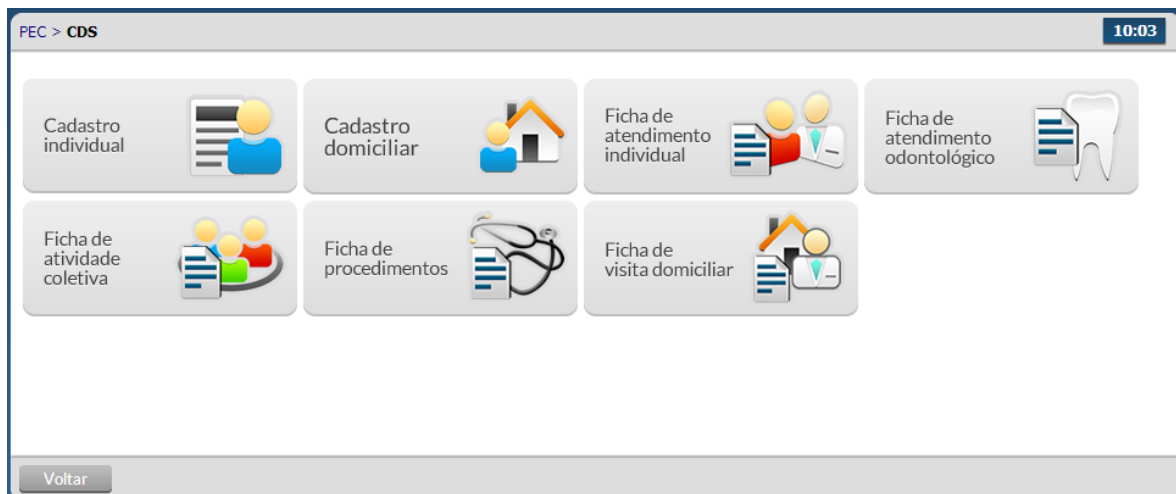 PEC > CDS
10:03
Cadastro
individual
Cadastro
domiciliar
Ficha de
atendimento
individual
Ficha de
atendimento
odontológico
Ficha de
atividade
coletiva
Ficha de
procedimentos
Ficha de
visita domiciliar
Voltar